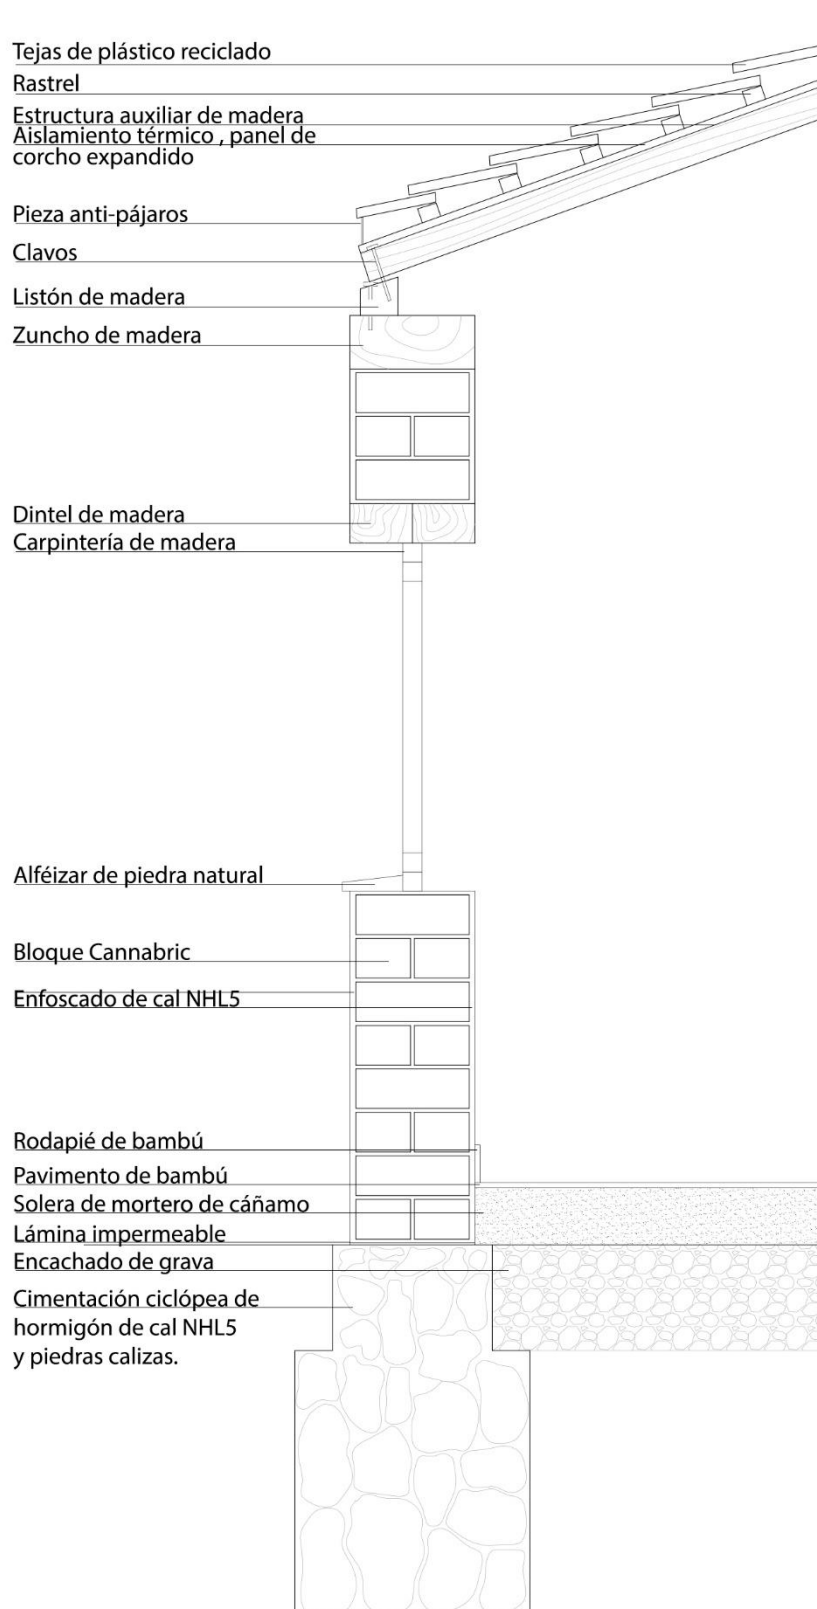 Tejas de plástico reciclado
Rastrel
Estructura auxiliar de madera
Aislamiento térmico , panel de
corcho expandido
Pieza anti-pájaros
Clavos
Listón de madera
Zuncho de madera
Dintel de madera
Carpintería de madera
Alféizar de piedra natural
Bloque Cannabric
Enfoscado de cal NHL5
Rodapié de bambú
Pavimento de bambú
Solera de mortero de cáñamo
Lámina impermeable
Encachado de grava
Cimentación ciclópea de
hormigón de cal NHL5
y piedras calizas.